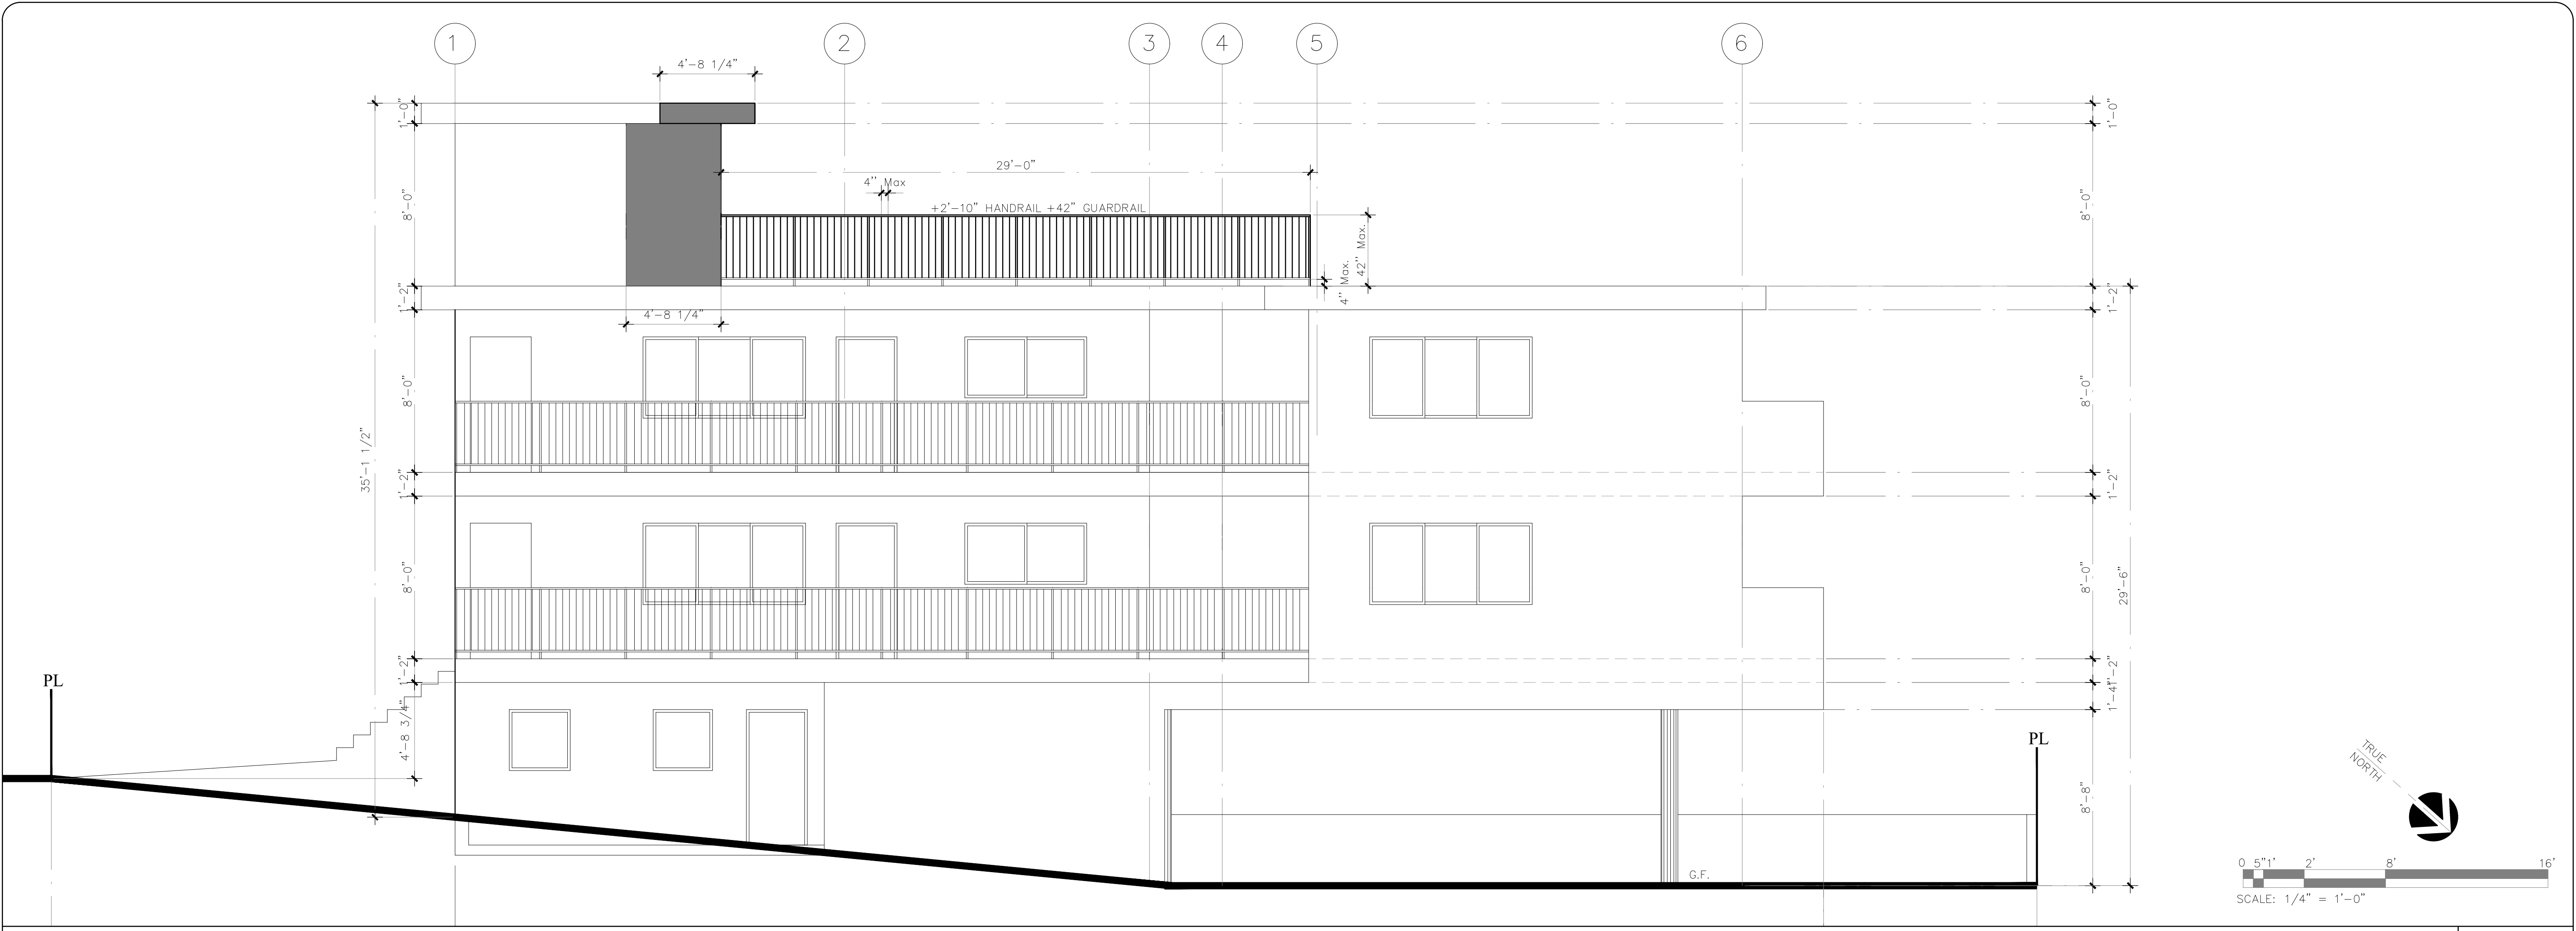 1
2
3
4
5
6
4'-8 1/4"
1'-0"
1'-0"
29'-0"
4" Max
+2'-10" HANDRAIL +42" GUARDRAIL
8'-0"
8'-0"
42" Max.
4" Max.
1'-2"
1'-2"
4'-8 1/4"
8'-0"
8'-0"
35'-1 1/2"
1'-2"
1'-2"
8'-0"
8'-0"
29'-6"
1'-2"
1'-2"
1'-4"
4'-8 3/4"
8'-8"
PL
PL
G.F.
TRUE
NORTH
0 5"1' 2' 8' 16'
SCALE: 1/4" = 1'-0"